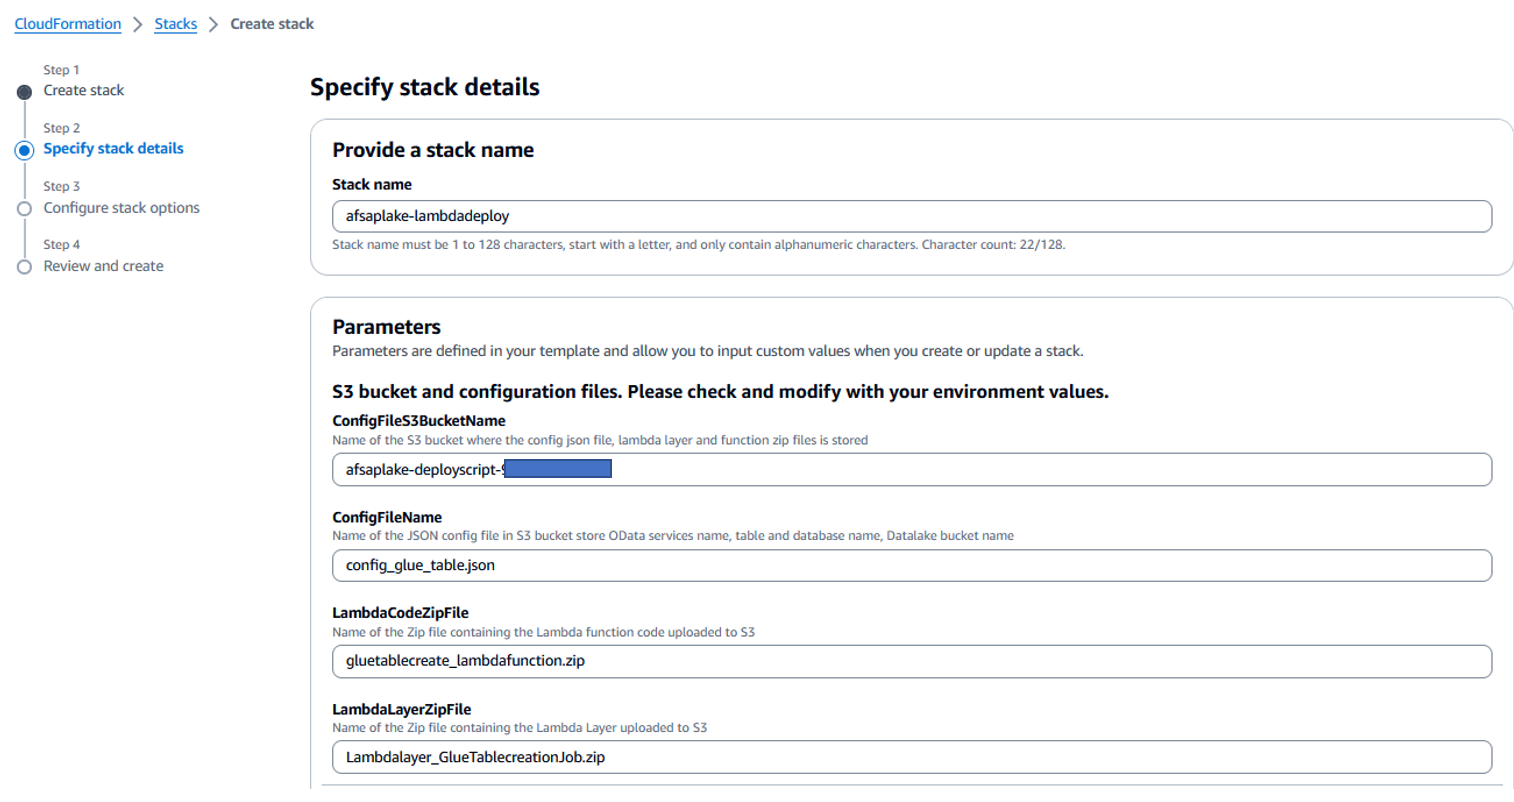 CloudFormation > Stacks > Create stack
Step 1
Create stack
Step 2
Specify stack details
Step 3
Configure stack options
Step 4
Review and create
Specify stack details
Provide a stack name
Stack name
afsaplake-lambdadeploy
Stack name must be 1 to 128 characters, start with a letter, and only contain alphanumeric characters. Character count: 22/128.
Parameters
Parameters are defined in your template and allow you to input custom values when you create or update a stack.
S3 bucket and configuration files. Please check and modify with your environment values.
ConfigFileS3BucketName
Name of the S3 bucket where the config json file, lambda layer and function zip files is stored
afsaplake-deployscript-
ConfigFileName
Name of the JSON config file in S3 bucket store OData services name, table and database name, Datalake bucket name
config_glue_table.json
LambdaCodeZipFile
Name of the Zip file containing the Lambda function code uploaded to S3
gluetablecreate_lambdafunction.zip
LambdaLayerZipFile
Name of the Zip file containing the Lambda Layer uploaded to S3
Lambdalayer_GlueTablecreationJob.zip